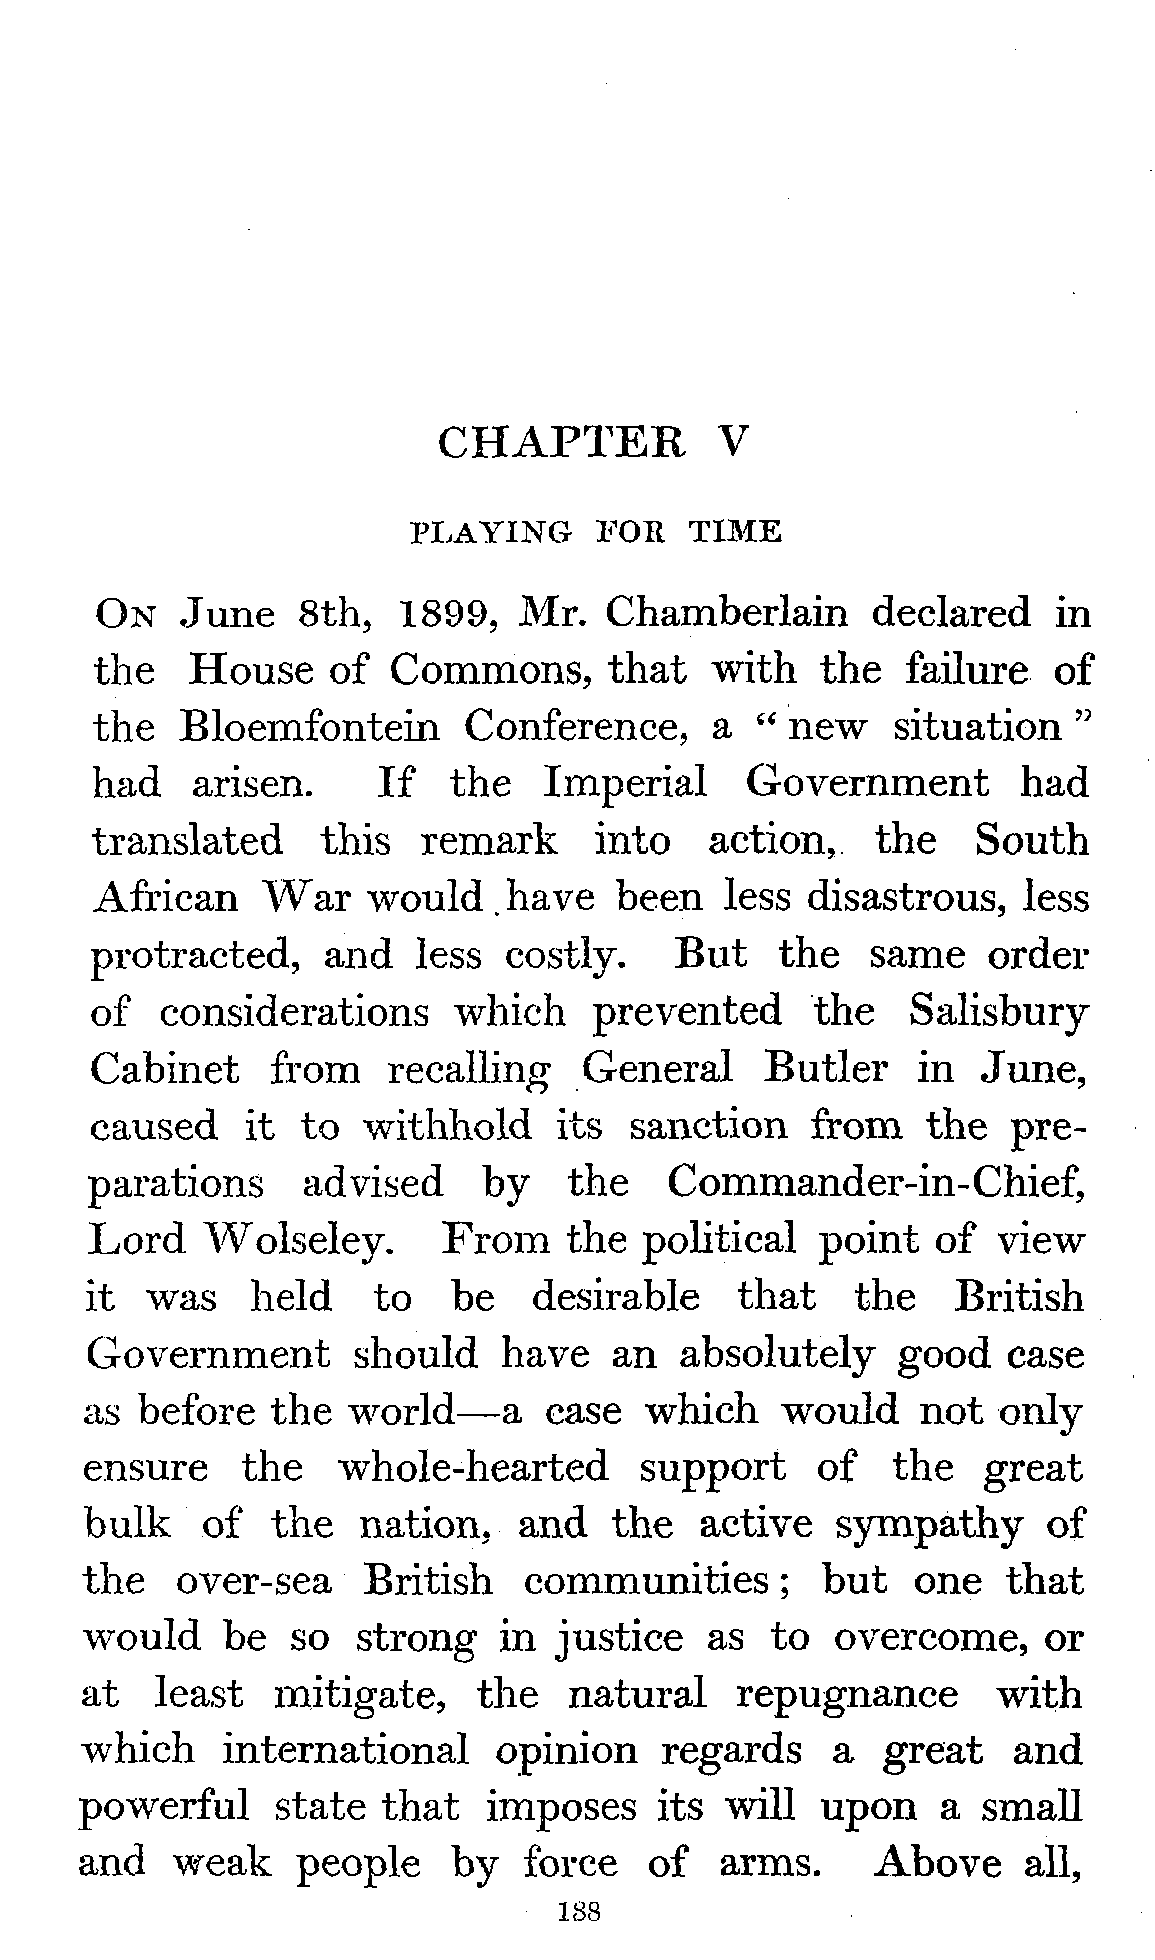 CHAPTER V
PLAYING FOR TIME
ON June 8th, 1899, Mr. Chamberlain declared in
the House of Commons, that with the failure of
the Bloemfontein Conference, a “ new situation ”
had arisen. If the Imperial Government had
translated this remark into action, the South
African War would have been less disastrous, less
protracted, and less costly. But the same order
of considerations which prevented the Salisbury
Cabinet from recalling General Butler in June,
caused it to withhold its sanction from the pre-
parations advised by the Commander-in-Chief,
Lord Wolseley. From the political point of view
it was held to be desirable that the British
Government should have an absolutely good case
as before the world—a case which would not only
ensure the whole-hearted support of the great
bulk of the nation, and the active sympathy of
the over-sea British communities ; but one that
would be so strong in justice as to overcome, or
at least mitigate, the natural repugnance with
which international opinion regards a great and
powerful state that imposes its will upon a small
and weak people by force of arms. Above all,
188